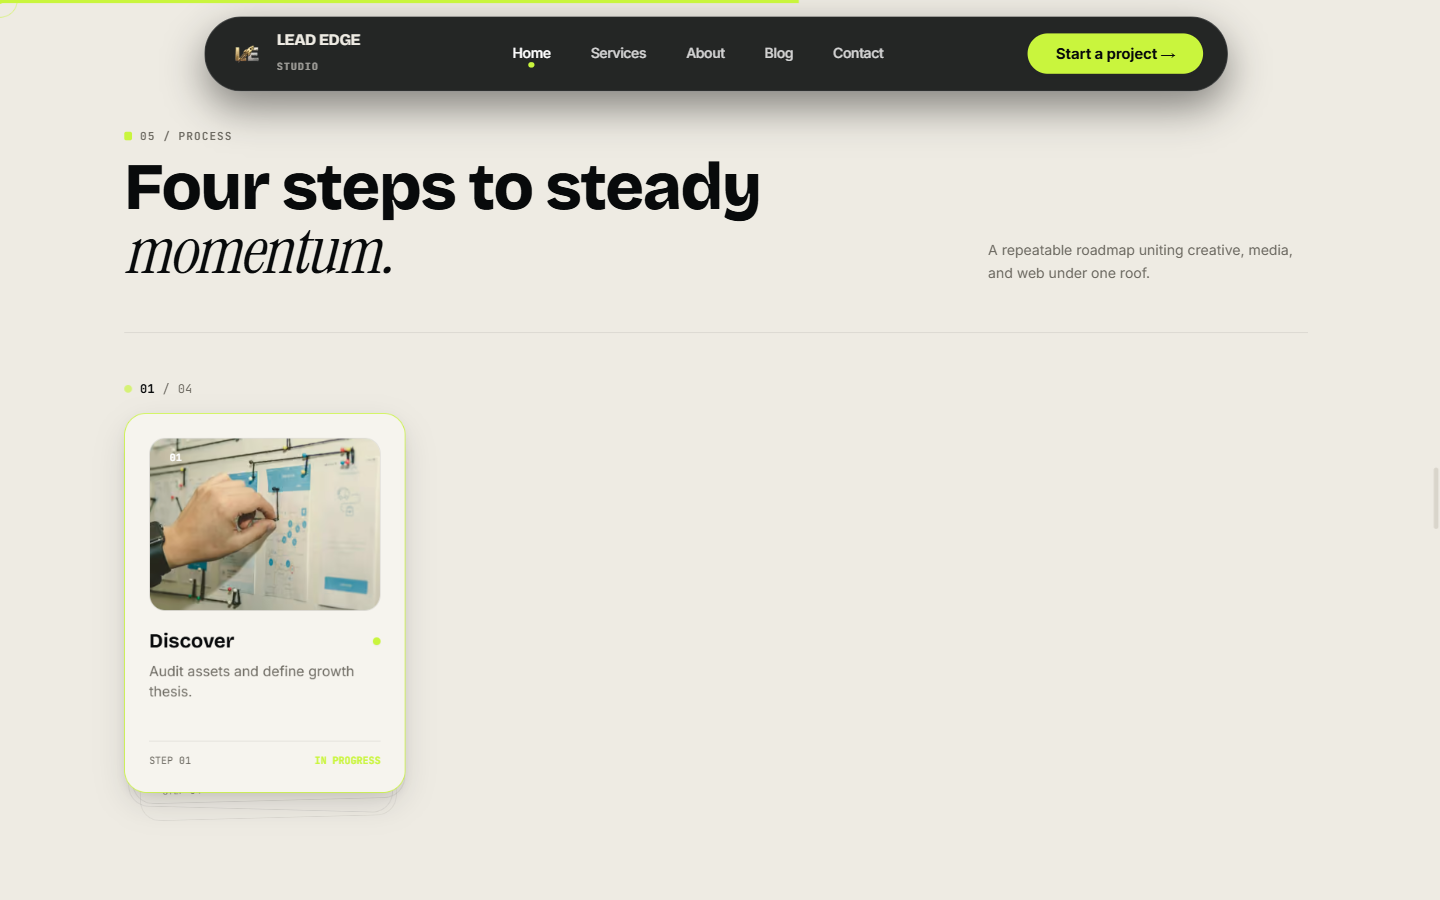 LEAD EDGE
STUDIO
Home
Services
About
Blog
Contact
Start a project →
05 / PROCESS
Four steps to steady
momentum.
A repeatable roadmap uniting creative, media,
and web under one roof.
01 / 04
01
Discover
Audit assets and define growth
thesis.
STEP 01
IN PROGRESS